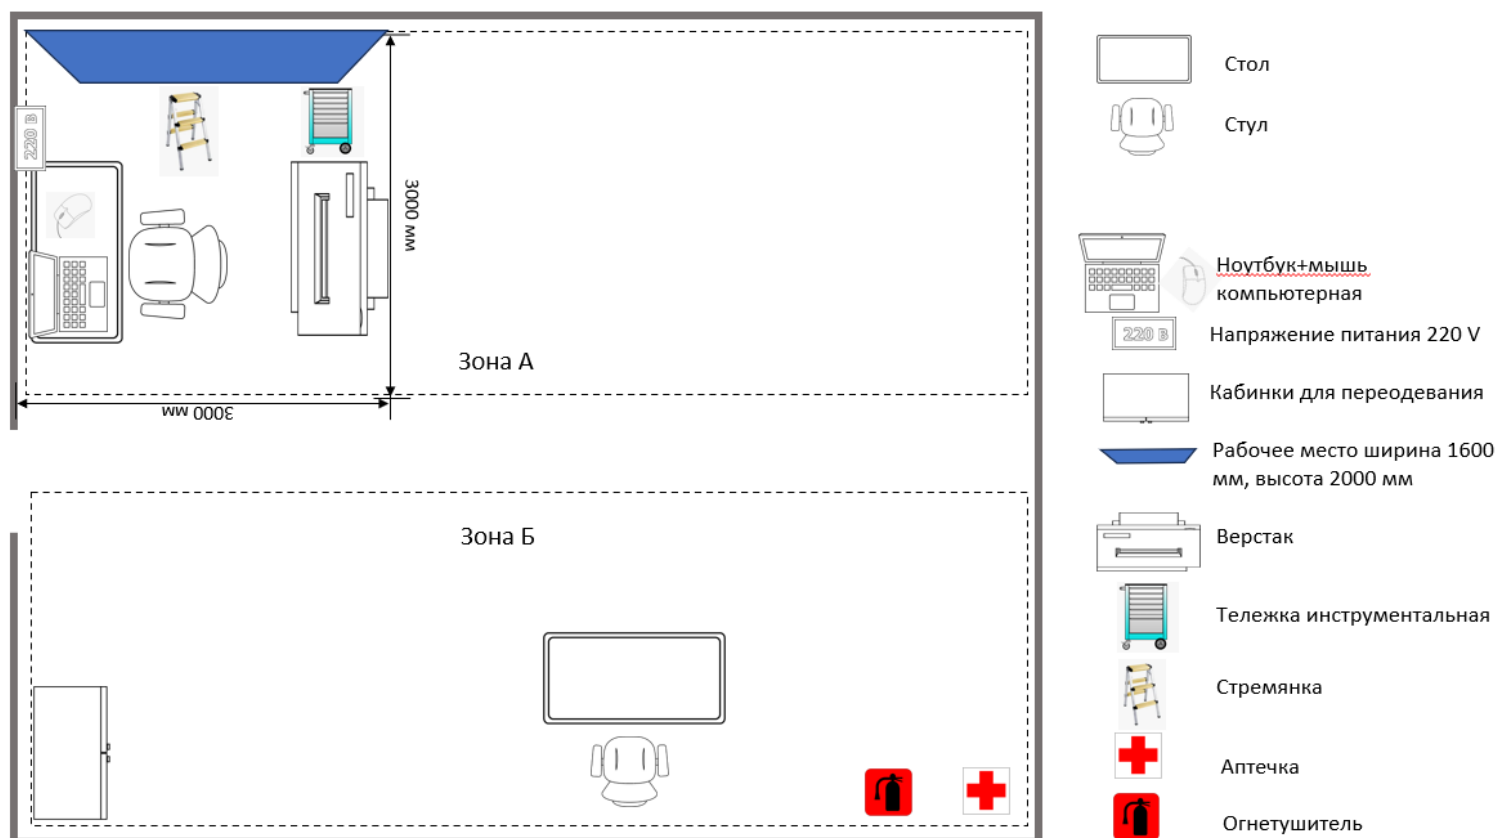 220 В
3000 мм
Зона А
3000 мм
Зона Б
Стол
Стул
Ноутбук+мышь
компьютерная
220 В
Напряжение питания 220 V
Кабинки для переодевания
Рабочее место ширина 1600
мм, высота 2000 мм
Верстак
Тележка инструментальная
Стремянка
Аптечка
Огнетушитель